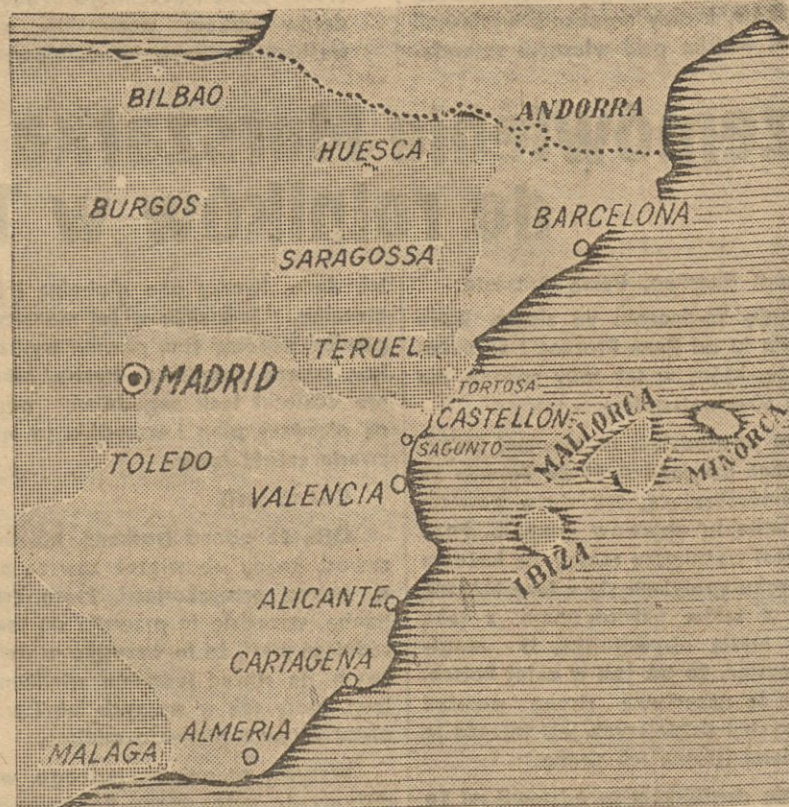 BILBAO
ANDORRA
HUESCA
BURGOS
BARCELONA
SARAGOSSA
TERUEL
MADRID
TORTOSA
CASTELLÓN
MALLORCA
MINORCA
SAGUNTO
TOLEDO
VALENCIA
IBIZA
ALICANTE
CARTAGENA
ALMERIA
MALAGA